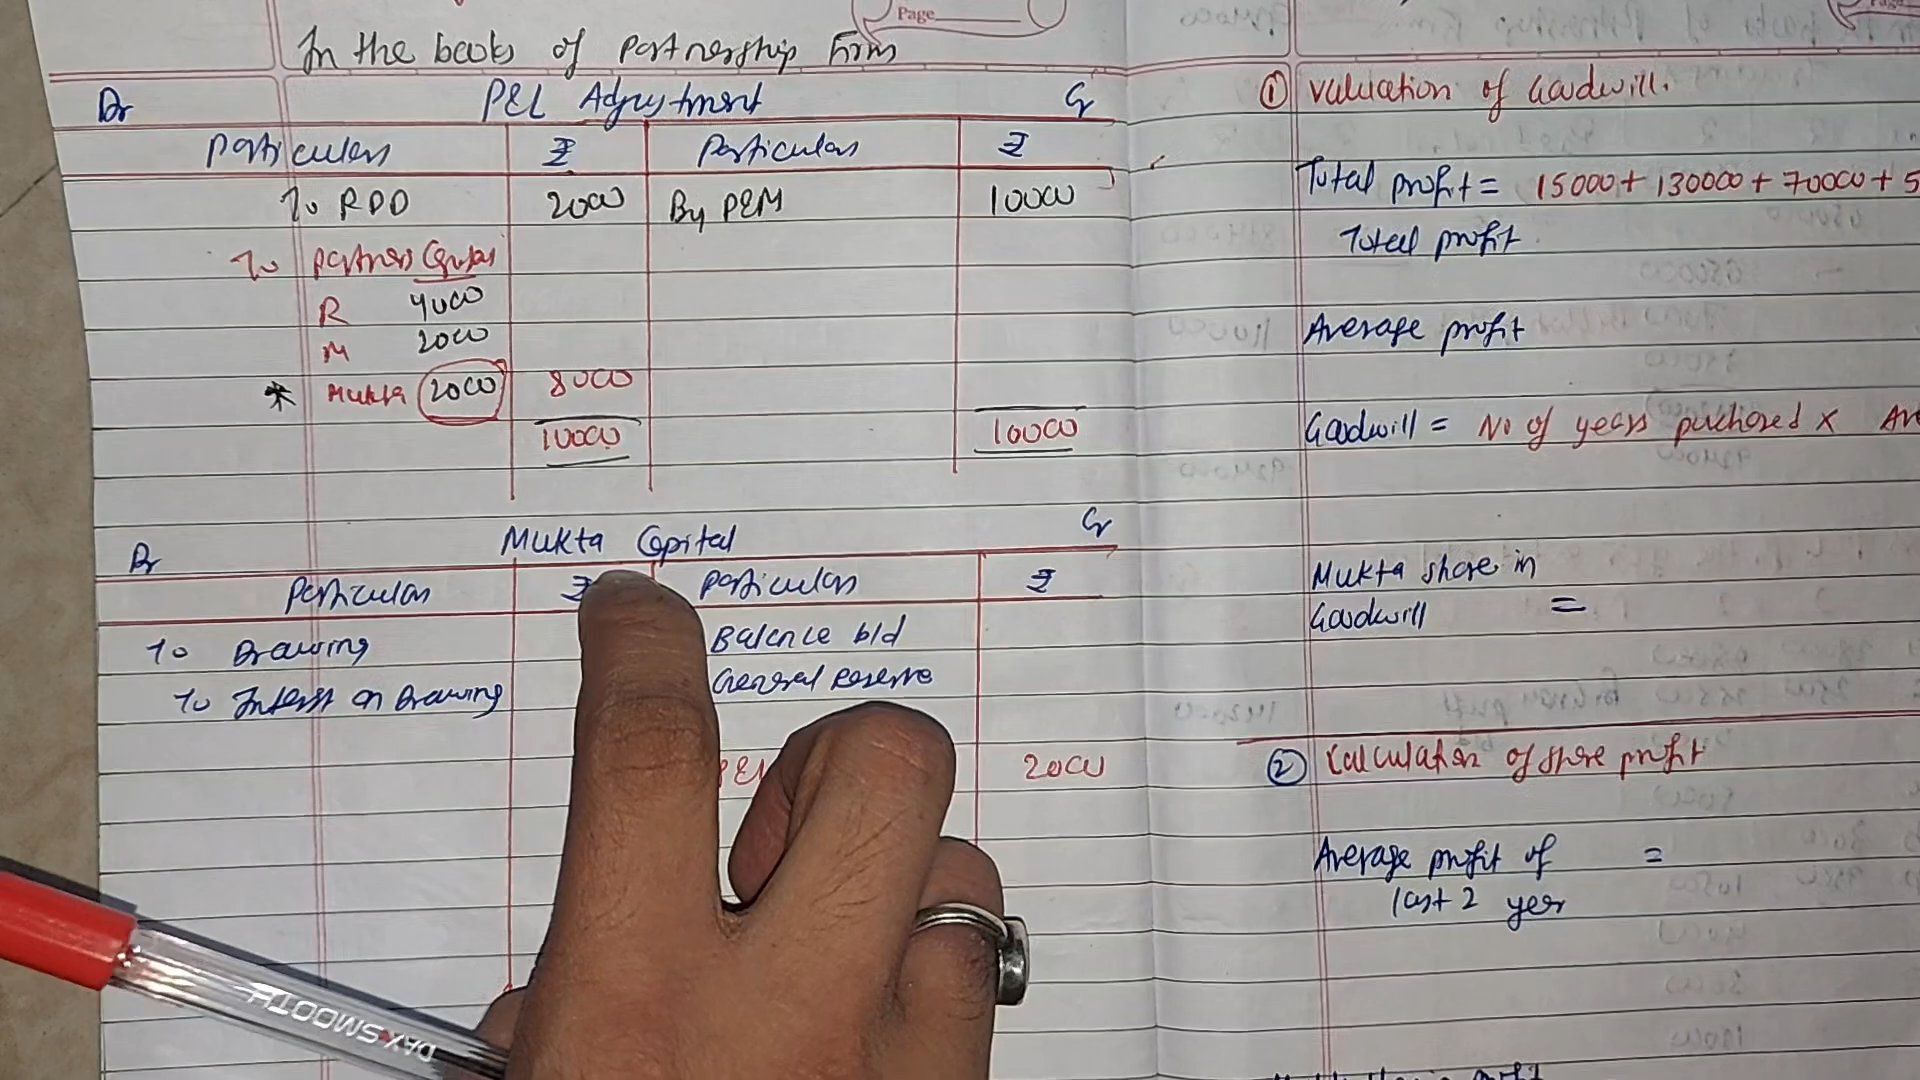 Page
In the books of Partnership Firm
Dr P&L Adjustment Cr
Particulars ₹ Particulars ₹
To RDD 2000 By P&M 10000
To Partners Capital
R 4000
M 2000
* Mukta 2000 8000
10000 10000
Dr Mukta Capital Cr
Particulars ₹ Particulars ₹
To Drawing Balance b/d
To Interest on Drawing General Reserve
2000
DAX SMOOTH
① Valuation of Goodwill.
Total profit = 15000 + 130000 + 70000 + 5
Total profit
Average profit
Goodwill = No of years purchased x
Mukta share in
Goodwill =
② Calculation of share profit
Average profit of =
last 2 year